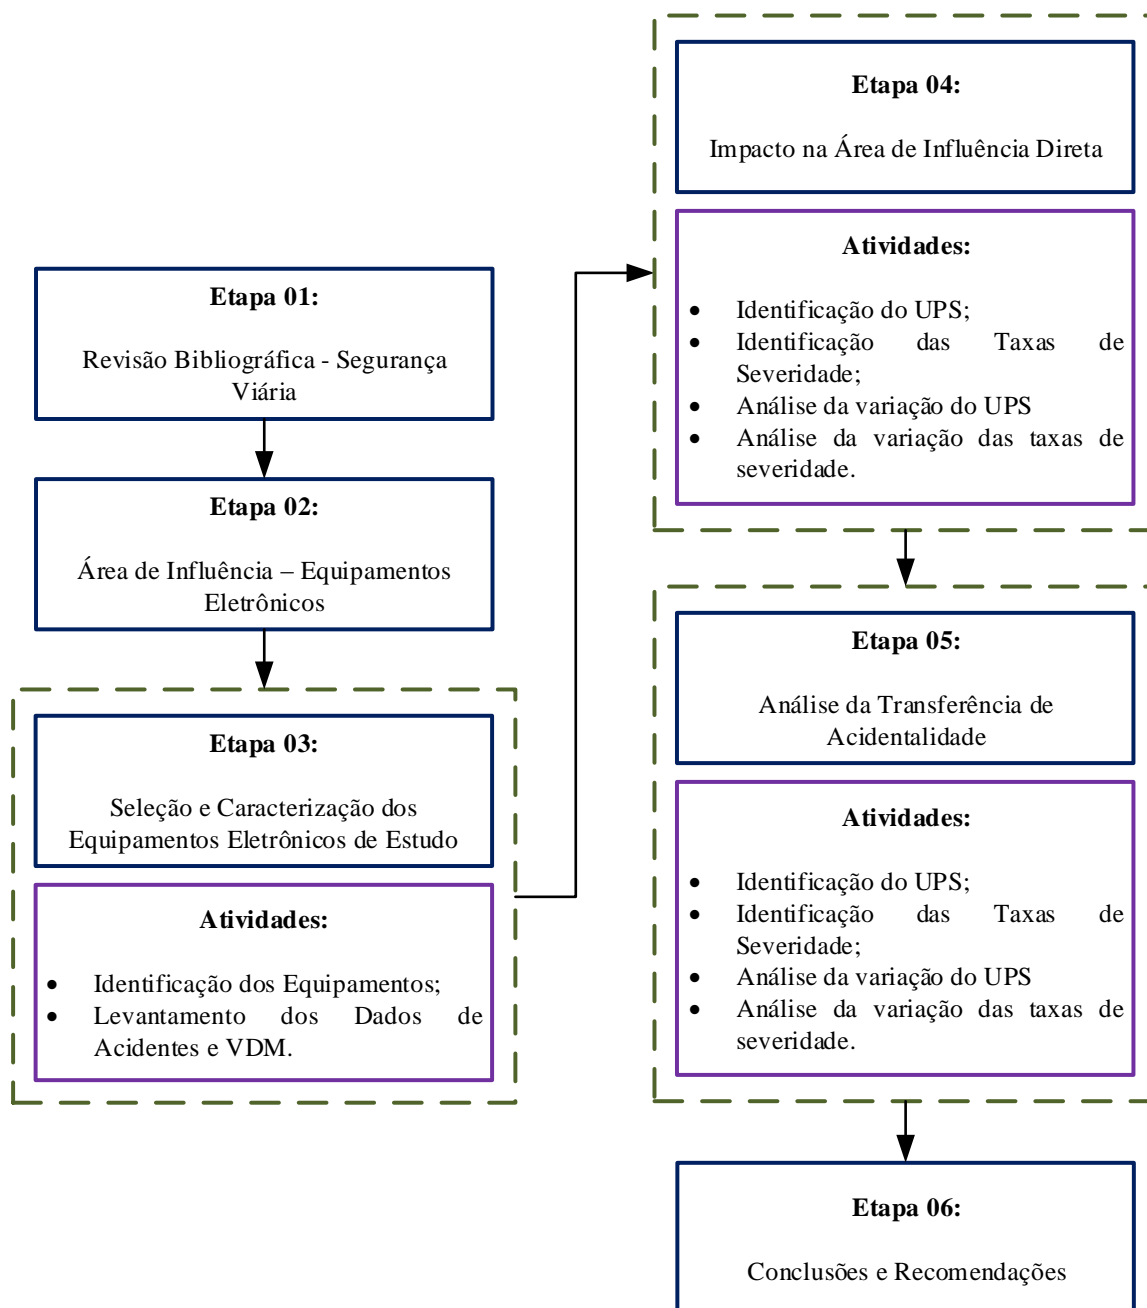 Etapa 01:
Revisão Bibliográfica - Segurança
Viária
Etapa 02:
Área de Influência – Equipamentos
Eletrônicos
Etapa 03:
Seleção e Caracterização dos
Equipamentos Eletrônicos de Estudo
Atividades:
• Identificação dos Equipamentos;
• Levantamento dos Dados de
Acidentes e VDM.
Etapa 04:
Impacto na Área de Influência Direta
Atividades:
• Identificação do UPS;
• Identificação das Taxas de
Severidade;
• Análise da variação do UPS
• Análise da variação das taxas de
severidade.
Etapa 05:
Análise da Transferência de
Acidentalidade
Atividades:
• Identificação do UPS;
• Identificação das Taxas de
Severidade;
• Análise da variação do UPS
• Análise da variação das taxas de
severidade.
Etapa 06:
Conclusões e Recomendações